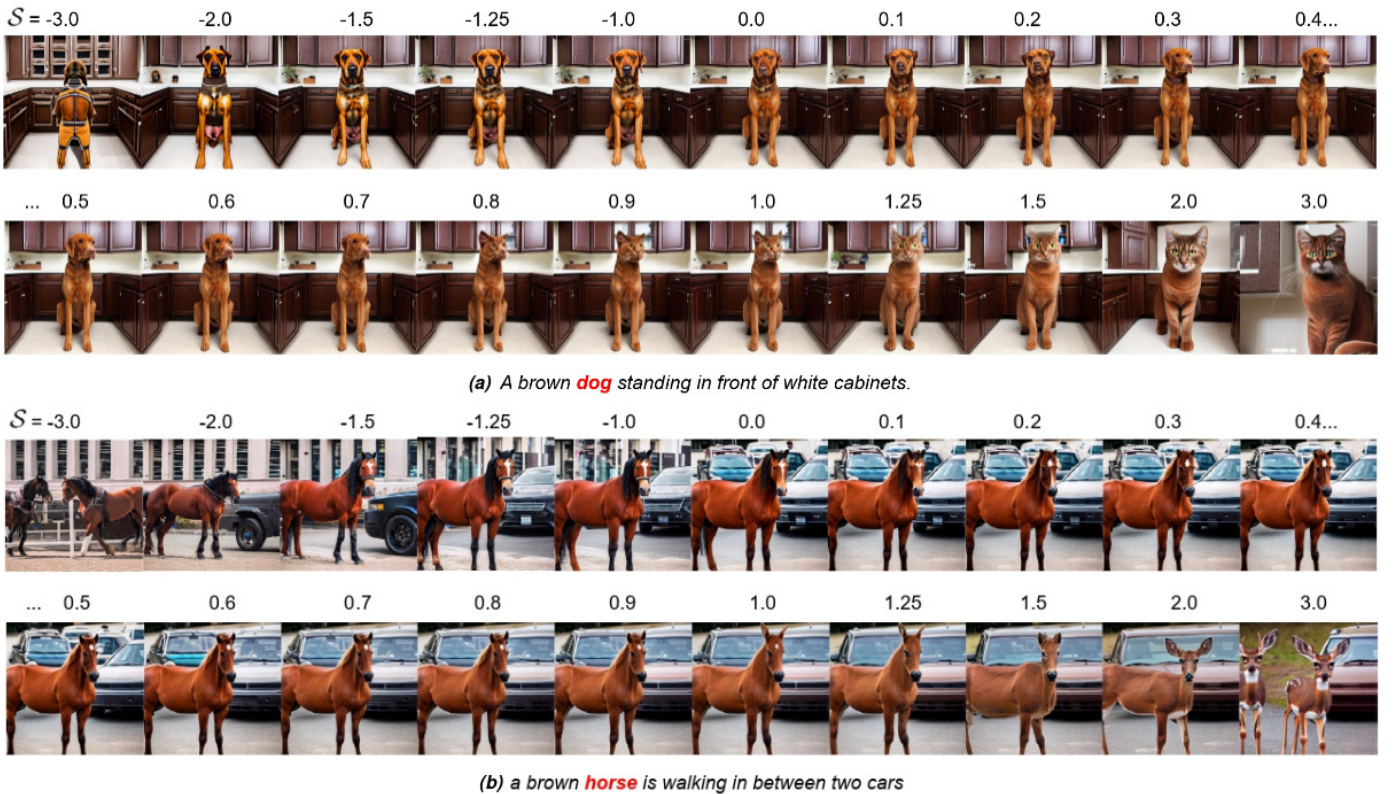 𝒮 = -3.0 -2.0 -1.5 -1.25 -1.0 0.0 0.1 0.2 0.3 0.4...
... 0.5 0.6 0.7 0.8 0.9 1.0 1.25 1.5 2.0 3.0
(a) A brown dog standing in front of white cabinets.
𝒮 = -3.0 -2.0 -1.5 -1.25 -1.0 0.0 0.1 0.2 0.3 0.4...
... 0.5 0.6 0.7 0.8 0.9 1.0 1.25 1.5 2.0 3.0
(b) a brown horse is walking in between two cars